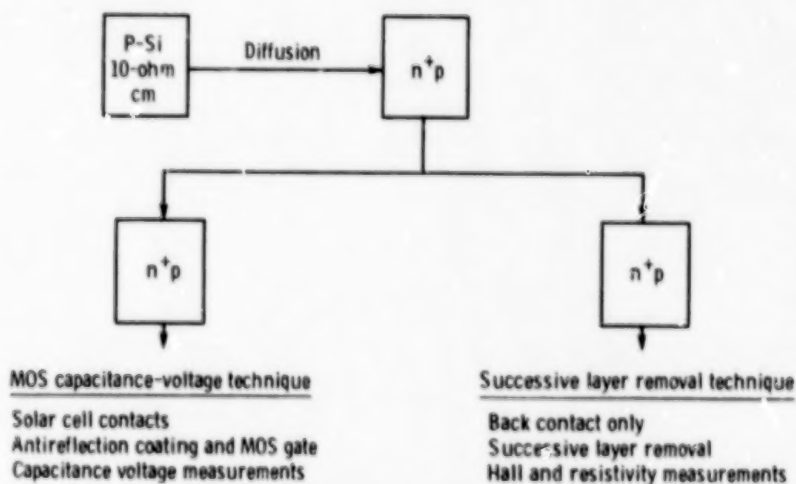 P-Si
10-ohm
cm
Diffusion
n⁺p
n⁺p
n⁺p
MOS capacitance-voltage technique
Solar cell contacts
Antireflection coating and MOS gate
Capacitance voltage measurements
Successive layer removal technique
Back contact only
Successive layer removal
Hall and resistivity measurements